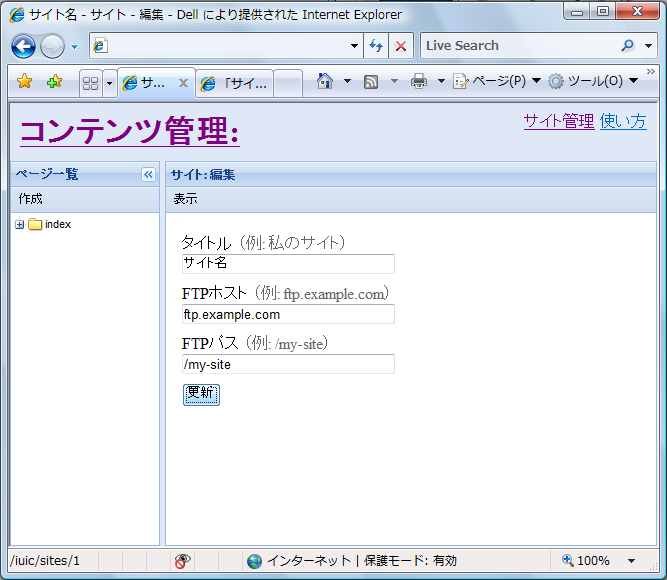 サイト名 - サイト - 編集 - Dell により提供された Internet Explorer
Live Search
サ... 「サイ... ページ(P) ツール(O)
コンテンツ管理:
サイト管理 使い方
ページ一覧
作成
index
サイト: 編集
表示
タイトル（例: 私のサイト）
サイト名
FTPホスト（例: ftp.example.com）
ftp.example.com
FTPパス（例: /my-site）
/my-site
更新
/iuic/sites/1 インターネット | 保護モード: 有効 100%